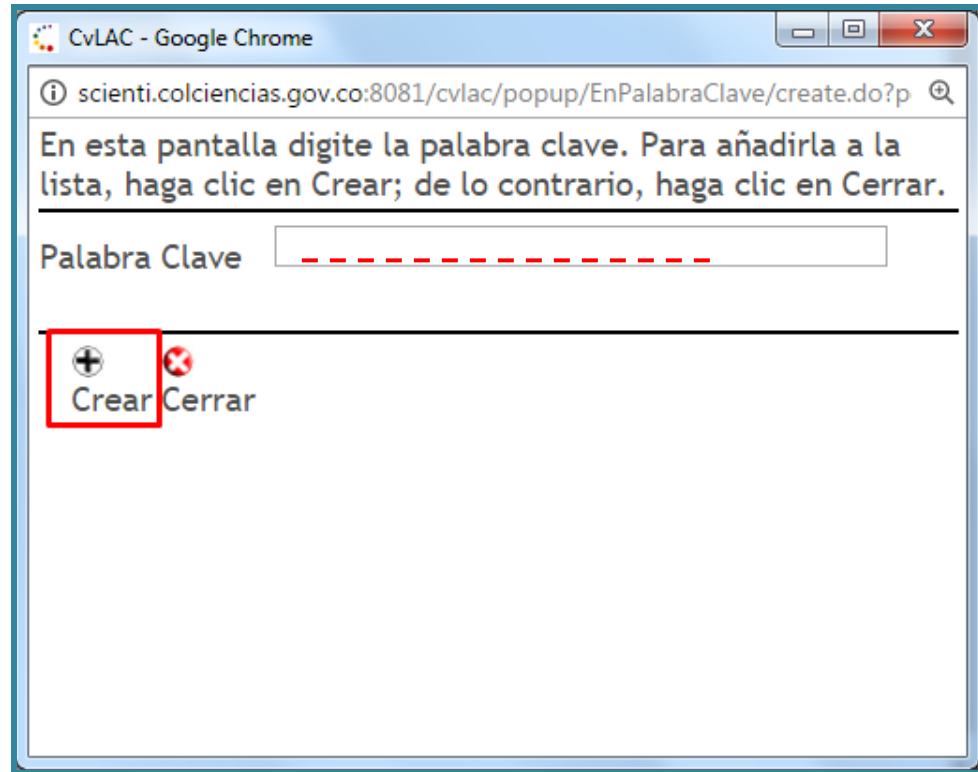 CvLAC - Google Chrome
scienti.colciencias.gov.co:8081/cvlac/popup/EnPalabraClave/create.do?p
En esta pantalla digite la palabra clave. Para añadirla a la
lista, haga clic en Crear; de lo contrario, haga clic en Cerrar.
Palabra Clave
Crear Cerrar